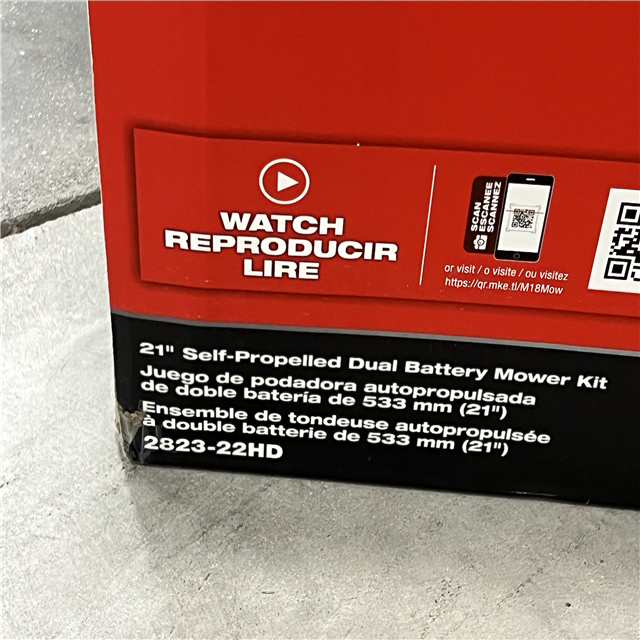 WATCH
REPRODUCIR
LIRE
SCAN
ESCANEE
SCANNEZ
or visit / o visite / ou visitez
https://qr.mke.tl/M18Mow
21" Self-Propelled Dual Battery Mower Kit
Juego de podadora autopropulsada
de doble batería de 533 mm (21")
Ensemble de tondeuse autopropulsée
à double batterie de 533 mm (21")
2823-22HD